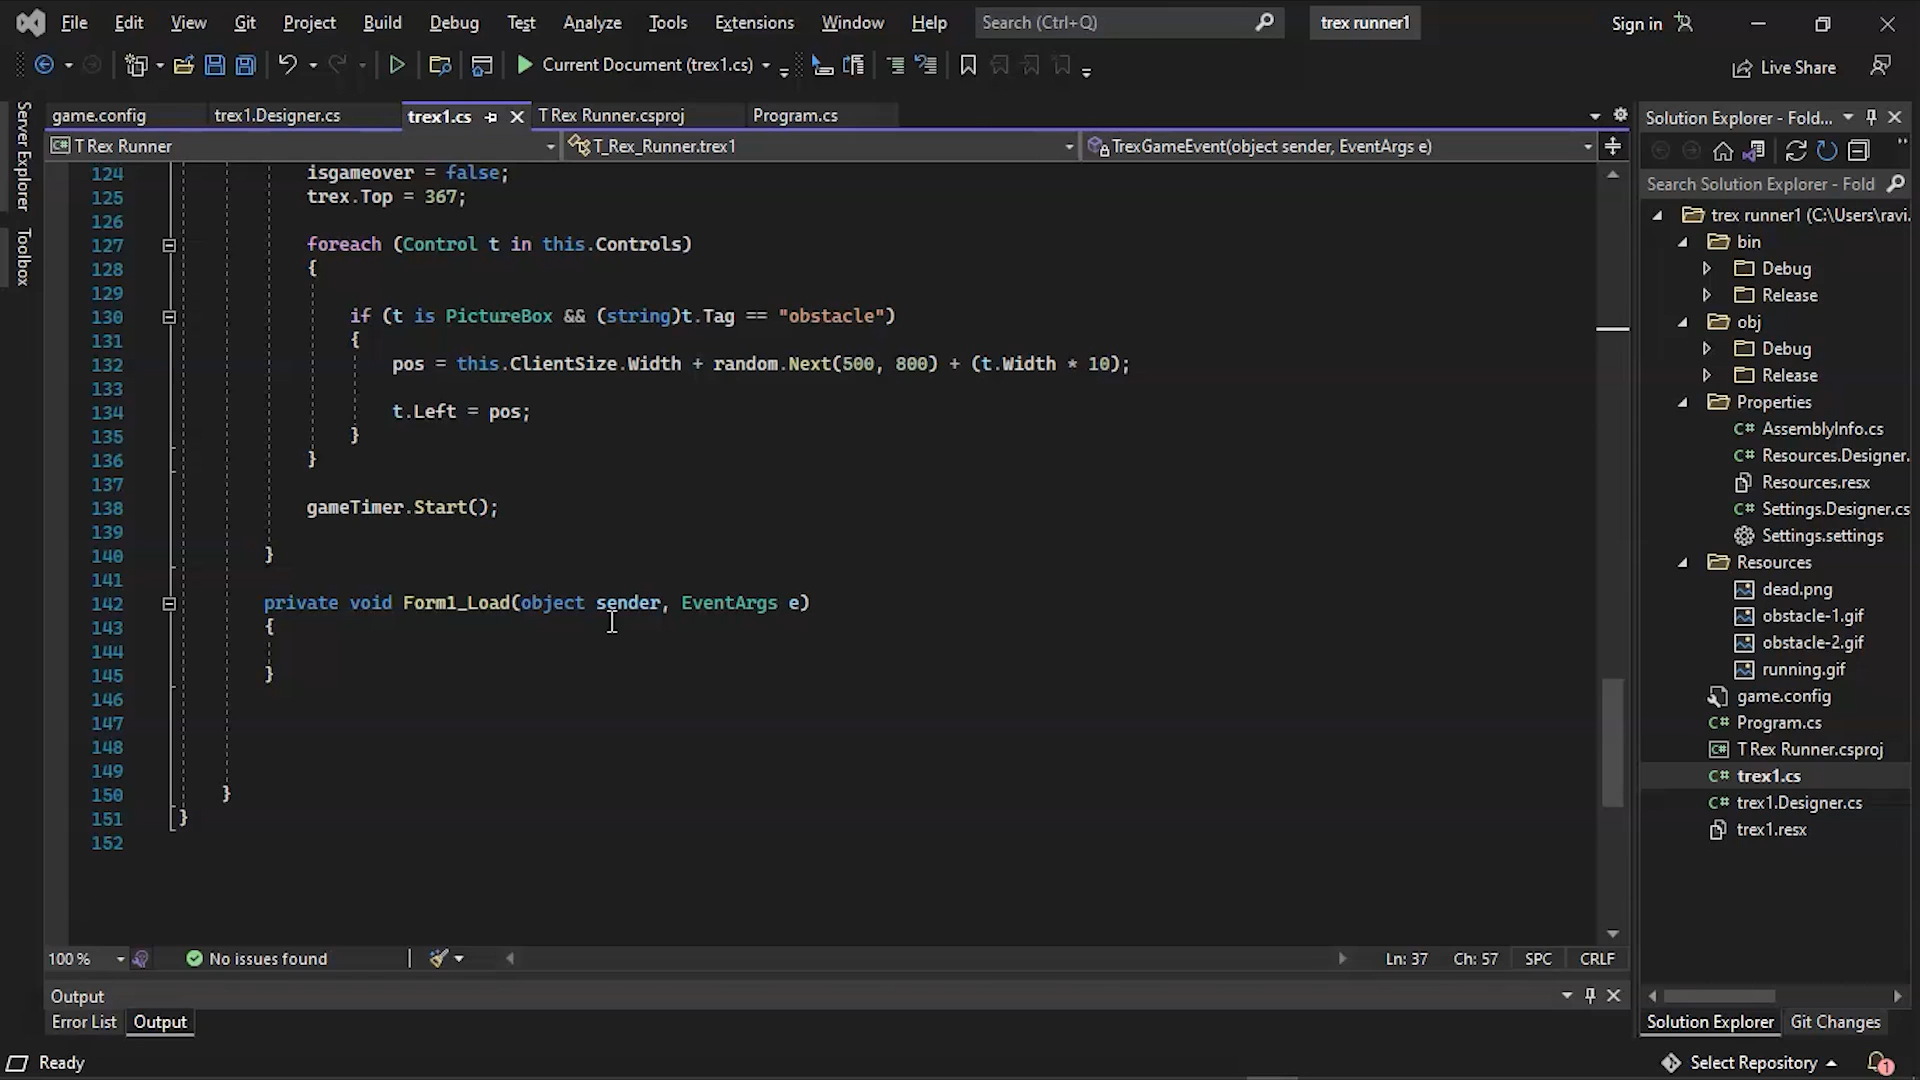 File Edit View Git Project Build Debug Test Analyze Tools Extensions Window Help Search (Ctrl+Q) trex runner1 Sign in
Current Document (trex1.cs) Live Share
Server Explorer
Toolbox
game.config trex1.Designer.cs trex1.cs T Rex Runner.csproj Program.cs
T Rex Runner T_Rex_Runner.trex1 TrexGameEvent(object sender, EventArgs e)
124 isgameover = false;
125 trex.Top = 367;
126
127 foreach (Control t in this.Controls)
128 {
129
130 if (t is PictureBox && (string)t.Tag == "obstacle")
131 {
132 pos = this.ClientSize.Width + random.Next(500, 800) + (t.Width * 10);
133
134 t.Left = pos;
135 }
136 }
137
138 gameTimer.Start();
139
140 }
141
142 private void Form1_Load(object sender, EventArgs e)
143 {
144
145 }
146
147
148
149
150 }
151 }
152
100 % No issues found Ln: 37 Ch: 57 SPC CRLF
Output
Error List Output
Solution Explorer - Fold...
Search Solution Explorer - Fold
trex runner1 (C:\Users\ravi.
bin
Debug
Release
obj
Debug
Release
Properties
C# AssemblyInfo.cs
C# Resources.Designer.
Resources.resx
C# Settings.Designer.cs
Settings.settings
Resources
dead.png
obstacle-1.gif
obstacle-2.gif
running.gif
game.config
C# Program.cs
C# T Rex Runner.csproj
C# trex1.cs
C# trex1.Designer.cs
trex1.resx
Solution Explorer Git Changes
Ready Select Repository 1